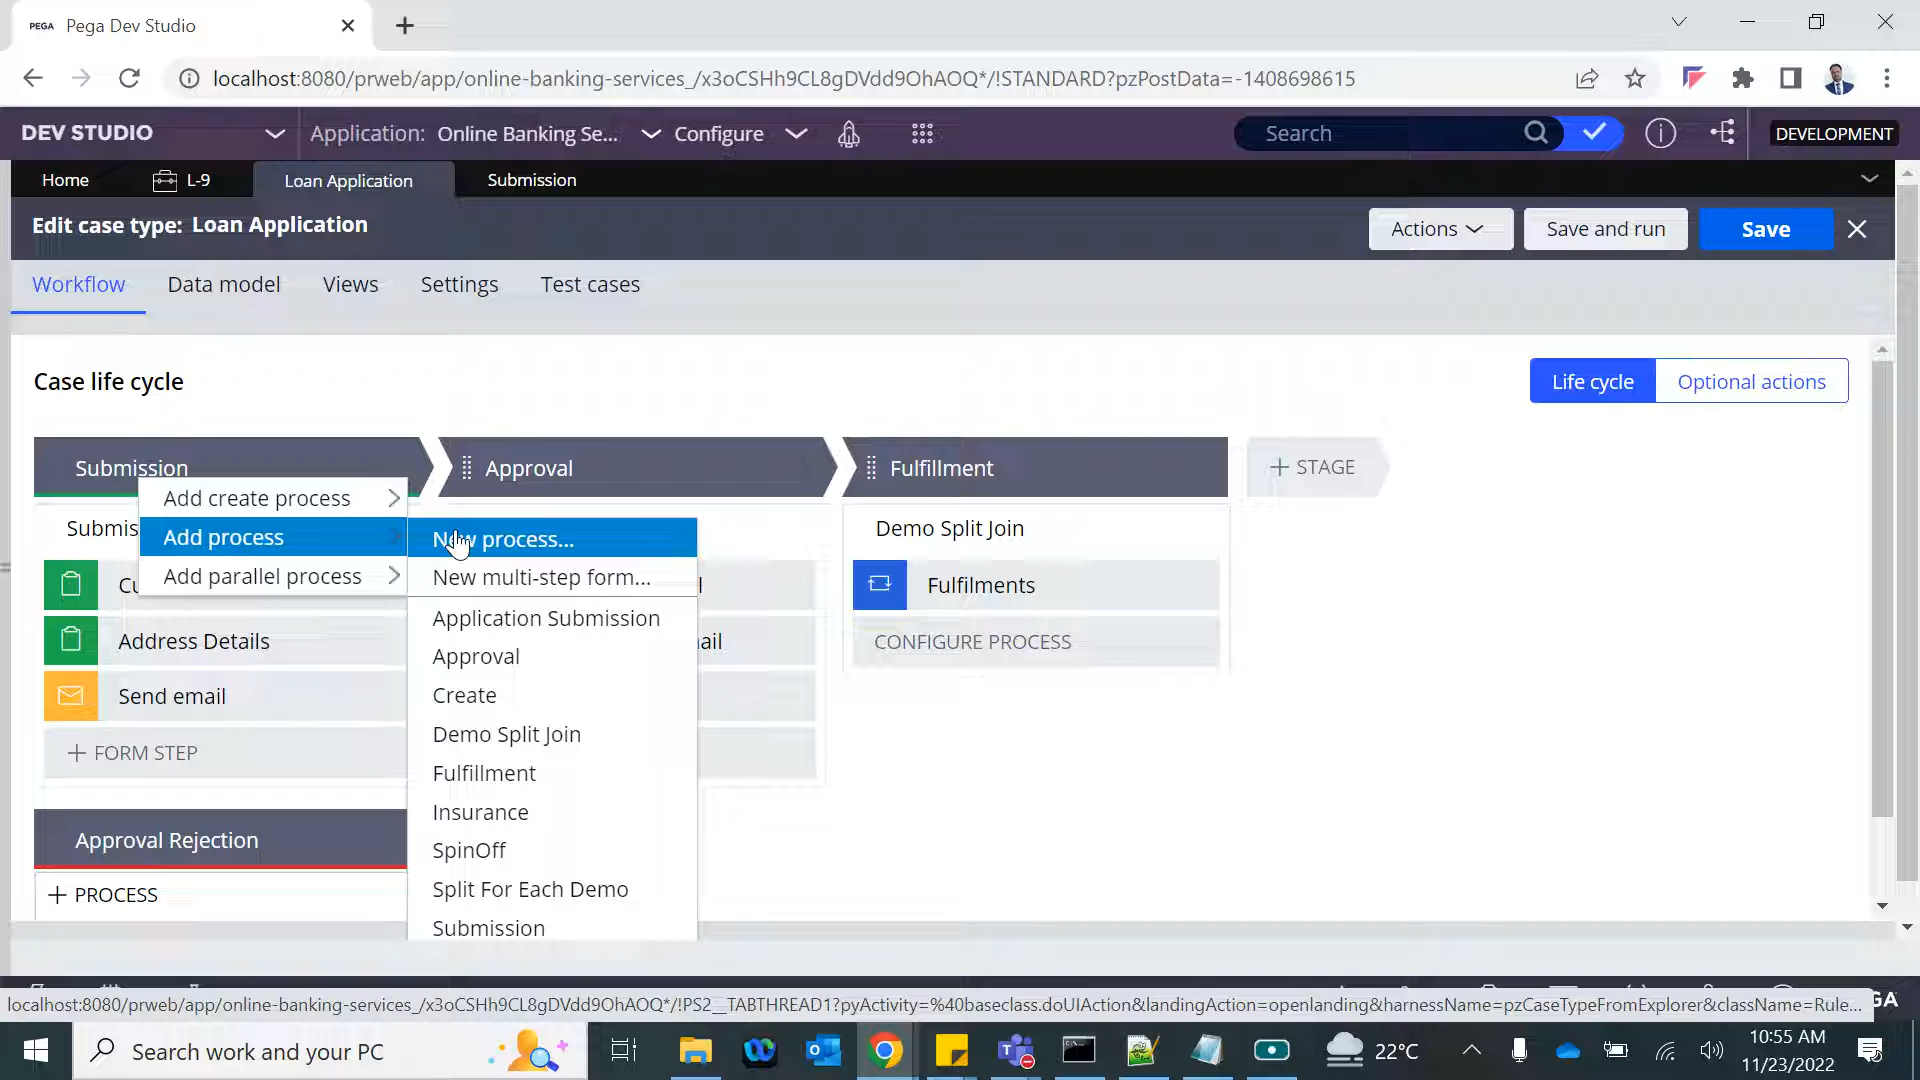 PEGA Pega Dev Studio
localhost:8080/prweb/app/online-banking-services_/x3oCSHh9CL8gDVdd9OhAOQ*/!STANDARD?pzPostData=-1408698615
DEV STUDIO Application: Online Banking Se... Configure Search DEVELOPMENT
Home L-9 Loan Application Submission
Edit case type: Loan Application Actions Save and run Save
Workflow Data model Views Settings Test cases
Case life cycle Life cycle Optional actions
Submission Approval Fulfillment + STAGE
Add create process
Add process
Add parallel process
New process...
New multi-step form...
Application Submission
Approval
Create
Demo Split Join
Fulfillment
Insurance
SpinOff
Split For Each Demo
Submission
Address Details
Send email
+ FORM STEP
Demo Split Join
Fulfilments
CONFIGURE PROCESS
Approval Rejection
+ PROCESS
localhost:8080/prweb/app/online-banking-services_/x3oCSHh9CL8gDVdd9OhAOQ*/!PS2__TABTHREAD1?pyActivity=%40baseclass.doUIAction&landingAction=openlanding&harnessName=pzCaseTypeFromExplorer&className=Rule...
Search work and your PC 22°C 10:55 AM
11/23/2022